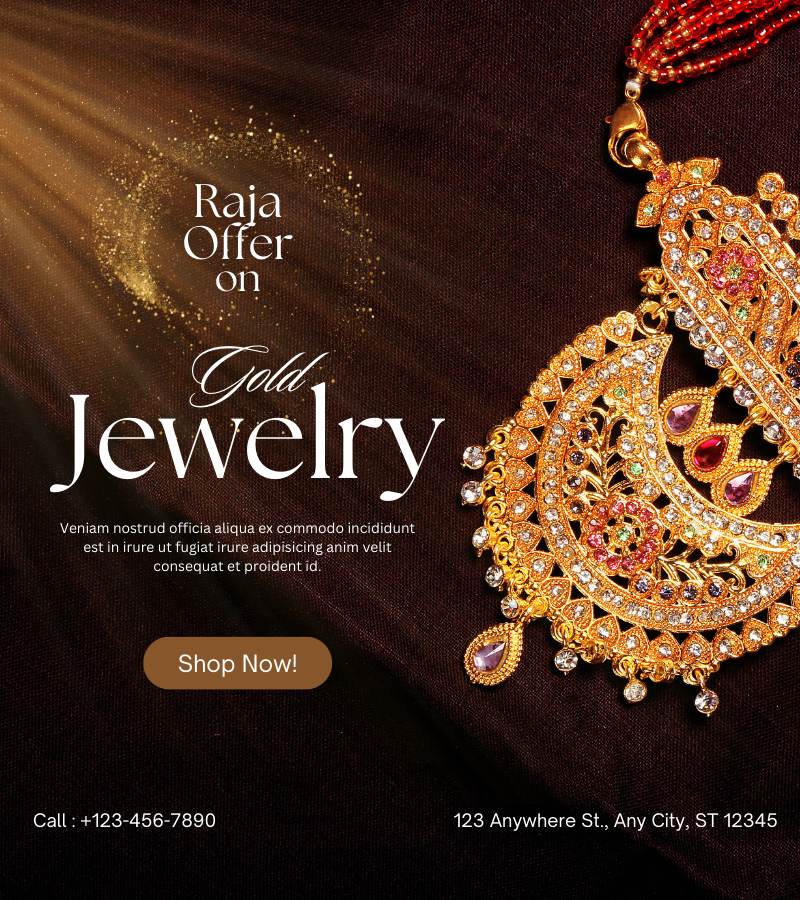 Raja
Offer
on
Gold
Jewelry
Veniam nostrud officia aliqua ex commodo incididunt
est in irure ut fugiat irure adipisicing anim velit
consequat et proident id.
Shop Now!
Call : +123-456-7890
123 Anywhere St., Any City, ST 12345